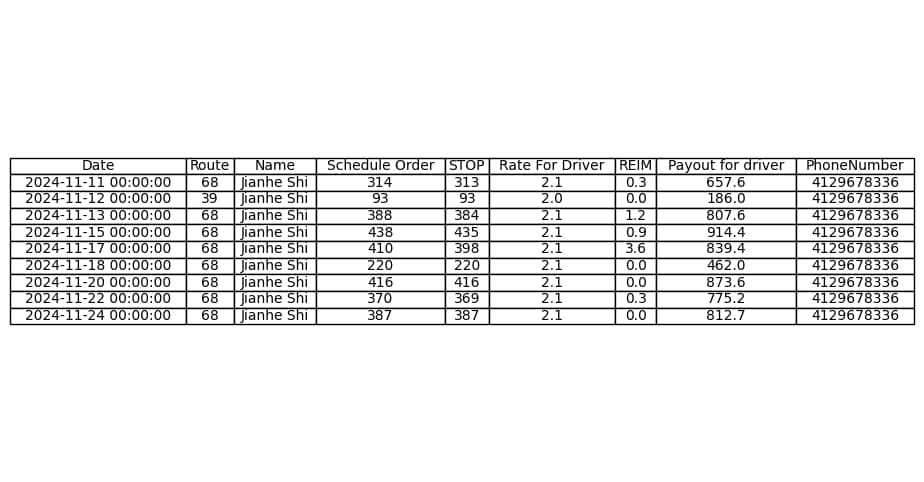 Date Route Name Schedule Order STOP Rate For Driver REIM Payout for driver PhoneNumber
2024-11-11 00:00:00 68 Jianhe Shi 314 313 2.1 0.3 657.6 4129678336
2024-11-12 00:00:00 39 Jianhe Shi 93 93 2.0 0.0 186.0 4129678336
2024-11-13 00:00:00 68 Jianhe Shi 388 384 2.1 1.2 807.6 4129678336
2024-11-15 00:00:00 68 Jianhe Shi 438 435 2.1 0.9 914.4 4129678336
2024-11-17 00:00:00 68 Jianhe Shi 410 398 2.1 3.6 839.4 4129678336
2024-11-18 00:00:00 68 Jianhe Shi 220 220 2.1 0.0 462.0 4129678336
2024-11-20 00:00:00 68 Jianhe Shi 416 416 2.1 0.0 873.6 4129678336
2024-11-22 00:00:00 68 Jianhe Shi 370 369 2.1 0.3 775.2 4129678336
2024-11-24 00:00:00 68 Jianhe Shi 387 387 2.1 0.0 812.7 4129678336